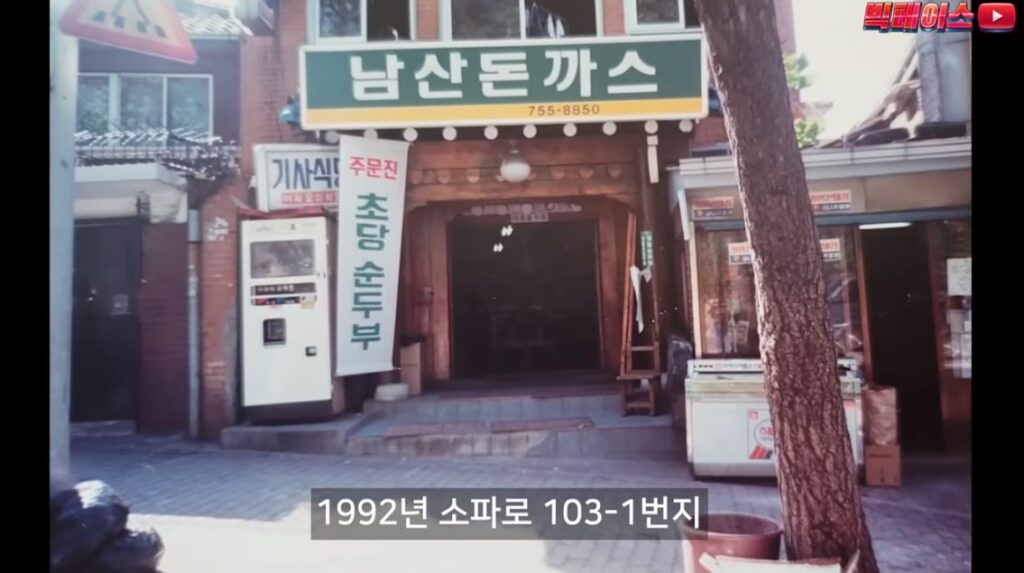 빅페이스
남산돈까스
755-8850
기사식당
주문진
초당순두부
1992년 소파로 103-1번지